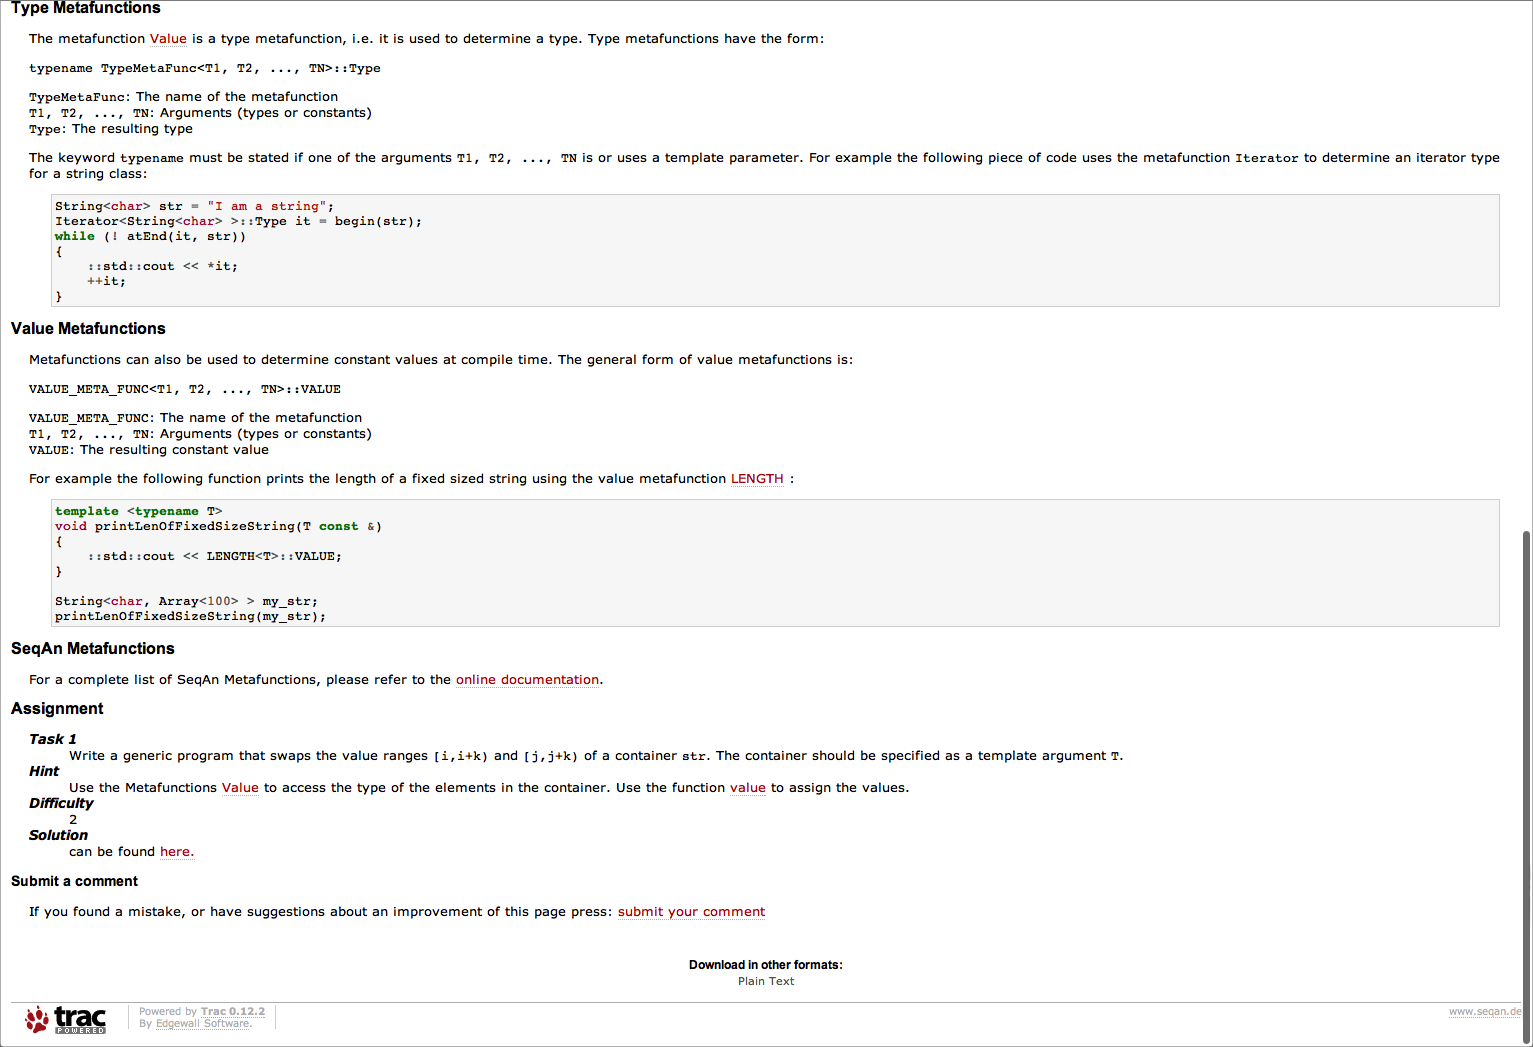 Type Metafunctions
The metafunction Value is a type metafunction, i.e. it is used to determine a type. Type metafunctions have the form:
typename TypeMetaFunc<T1, T2, ..., TN>::Type
TypeMetaFunc: The name of the metafunction
T1, T2, ..., TN: Arguments (types or constants)
Type: The resulting type
The keyword typename must be stated if one of the arguments T1, T2, ..., TN is or uses a template parameter. For example the following piece of code uses the metafunction Iterator to determine an iterator type
for a string class:
String<char> str = "I am a string";
Iterator<String<char> >::Type it = begin(str);
while (! atEnd(it, str))
{
    ::std::cout << *it;
    ++it;
}
Value Metafunctions
Metafunctions can also be used to determine constant values at compile time. The general form of value metafunctions is:
VALUE_META_FUNC<T1, T2, ..., TN>::VALUE
VALUE_META_FUNC: The name of the metafunction
T1, T2, ..., TN: Arguments (types or constants)
VALUE: The resulting constant value
For example the following function prints the length of a fixed sized string using the value metafunction LENGTH :
template <typename T>
void printLenOfFixedSizeString(T const &)
{
    ::std::cout << LENGTH<T>::VALUE;
}
String<char, Array<100> > my_str;
printLenOfFixedSizeString(my_str);
SeqAn Metafunctions
For a complete list of SeqAn Metafunctions, please refer to the online documentation.
Assignment
Task 1
Write a generic program that swaps the value ranges [i,i+k) and [j,j+k) of a container str. The container should be specified as a template argument T.
Hint
Use the Metafunctions Value to access the type of the elements in the container. Use the function value to assign the values.
Difficulty
2
Solution
can be found here.
Submit a comment
If you found a mistake, or have suggestions about an improvement of this page press: submit your comment
Download in other formats:
Plain Text
trac
POWERED
Powered by Trac 0.12.2
By Edgewall Software.
www.seqan.de